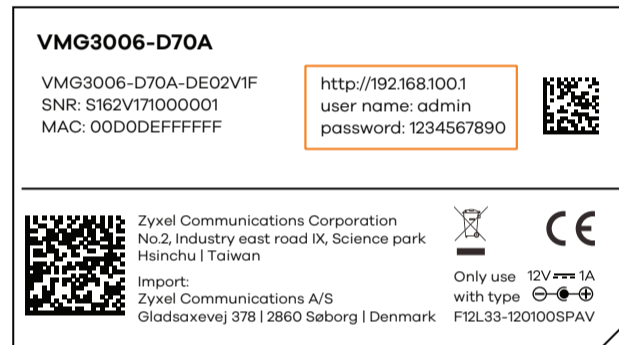 VMG3006-D70A
VMG3006-D70A-DE02V1F
SNR: S162V171000001
MAC: 00D0DEFFFFFF
http://192.168.100.1
user name: admin
password: 1234567890
Zyxel Communications Corporation
No.2, Industry east road IX, Science park
Hsinchu | Taiwan
Import:
Zyxel Communications A/S
Gladsaxevej 378 | 2860 Søborg | Denmark
CE
Only use 12V⎓1A
with type
F12L33-120100SPAV